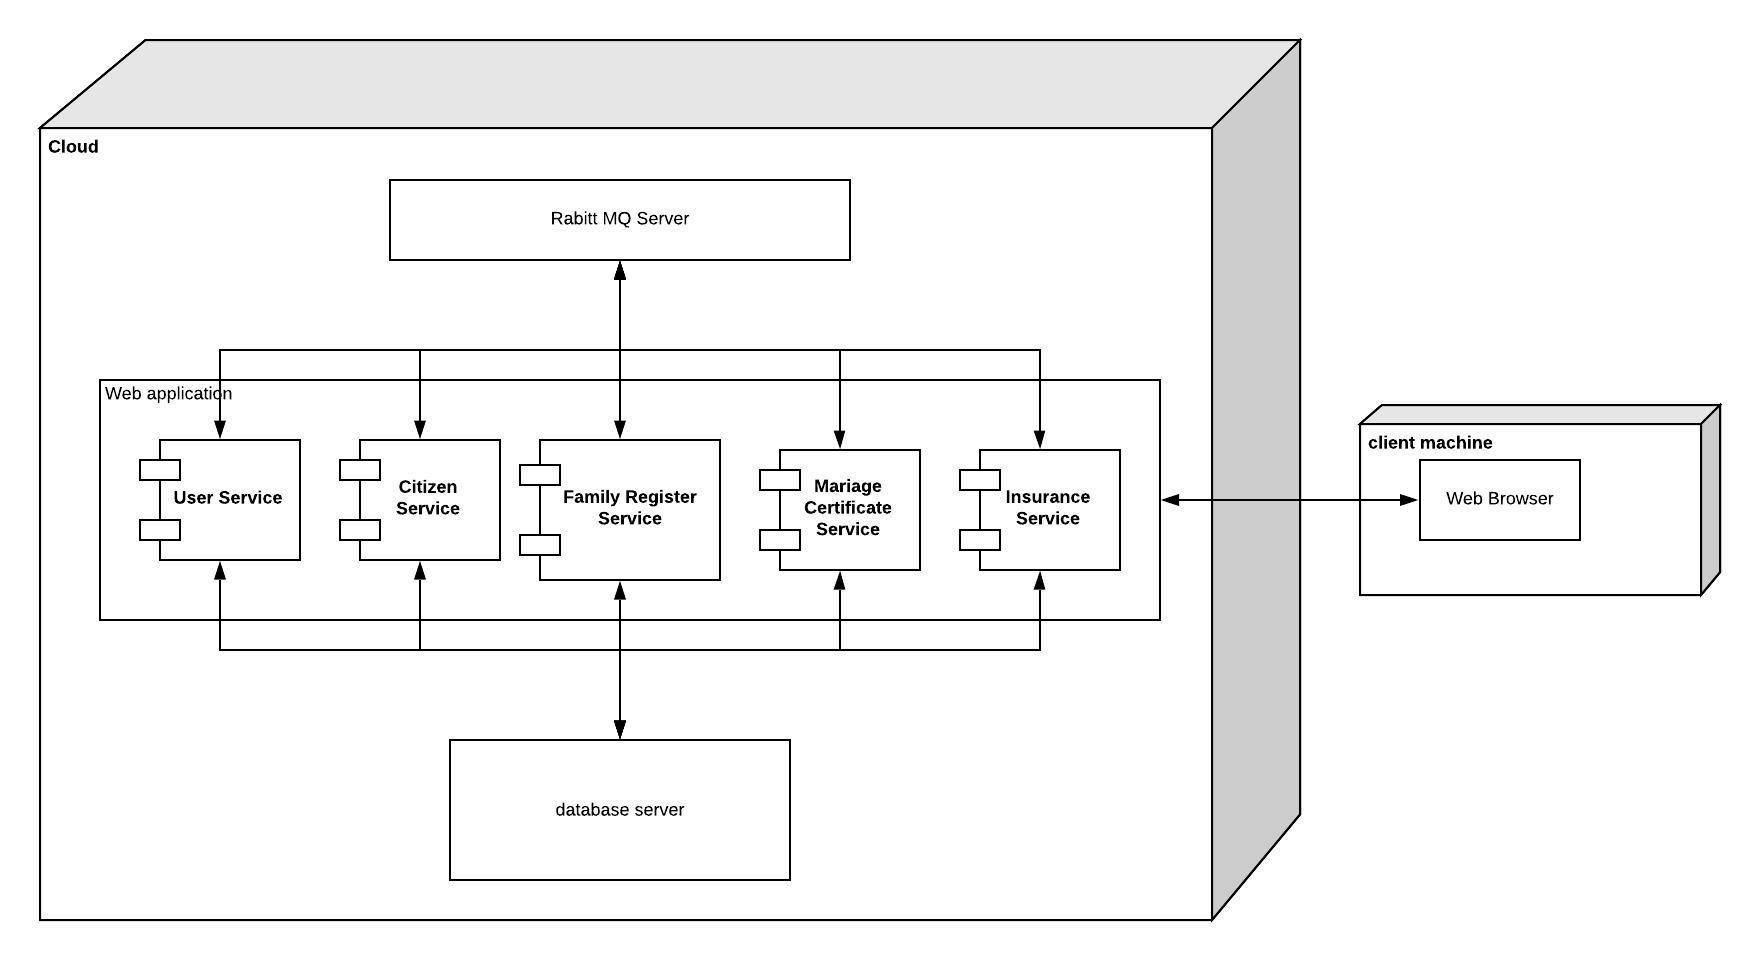 Cloud
Rabitt MQ Server
Web application
User Service
Citizen
Service
Family Register
Service
Mariage
Certificate
Service
Insurance
Service
client machine
Web Browser
database server